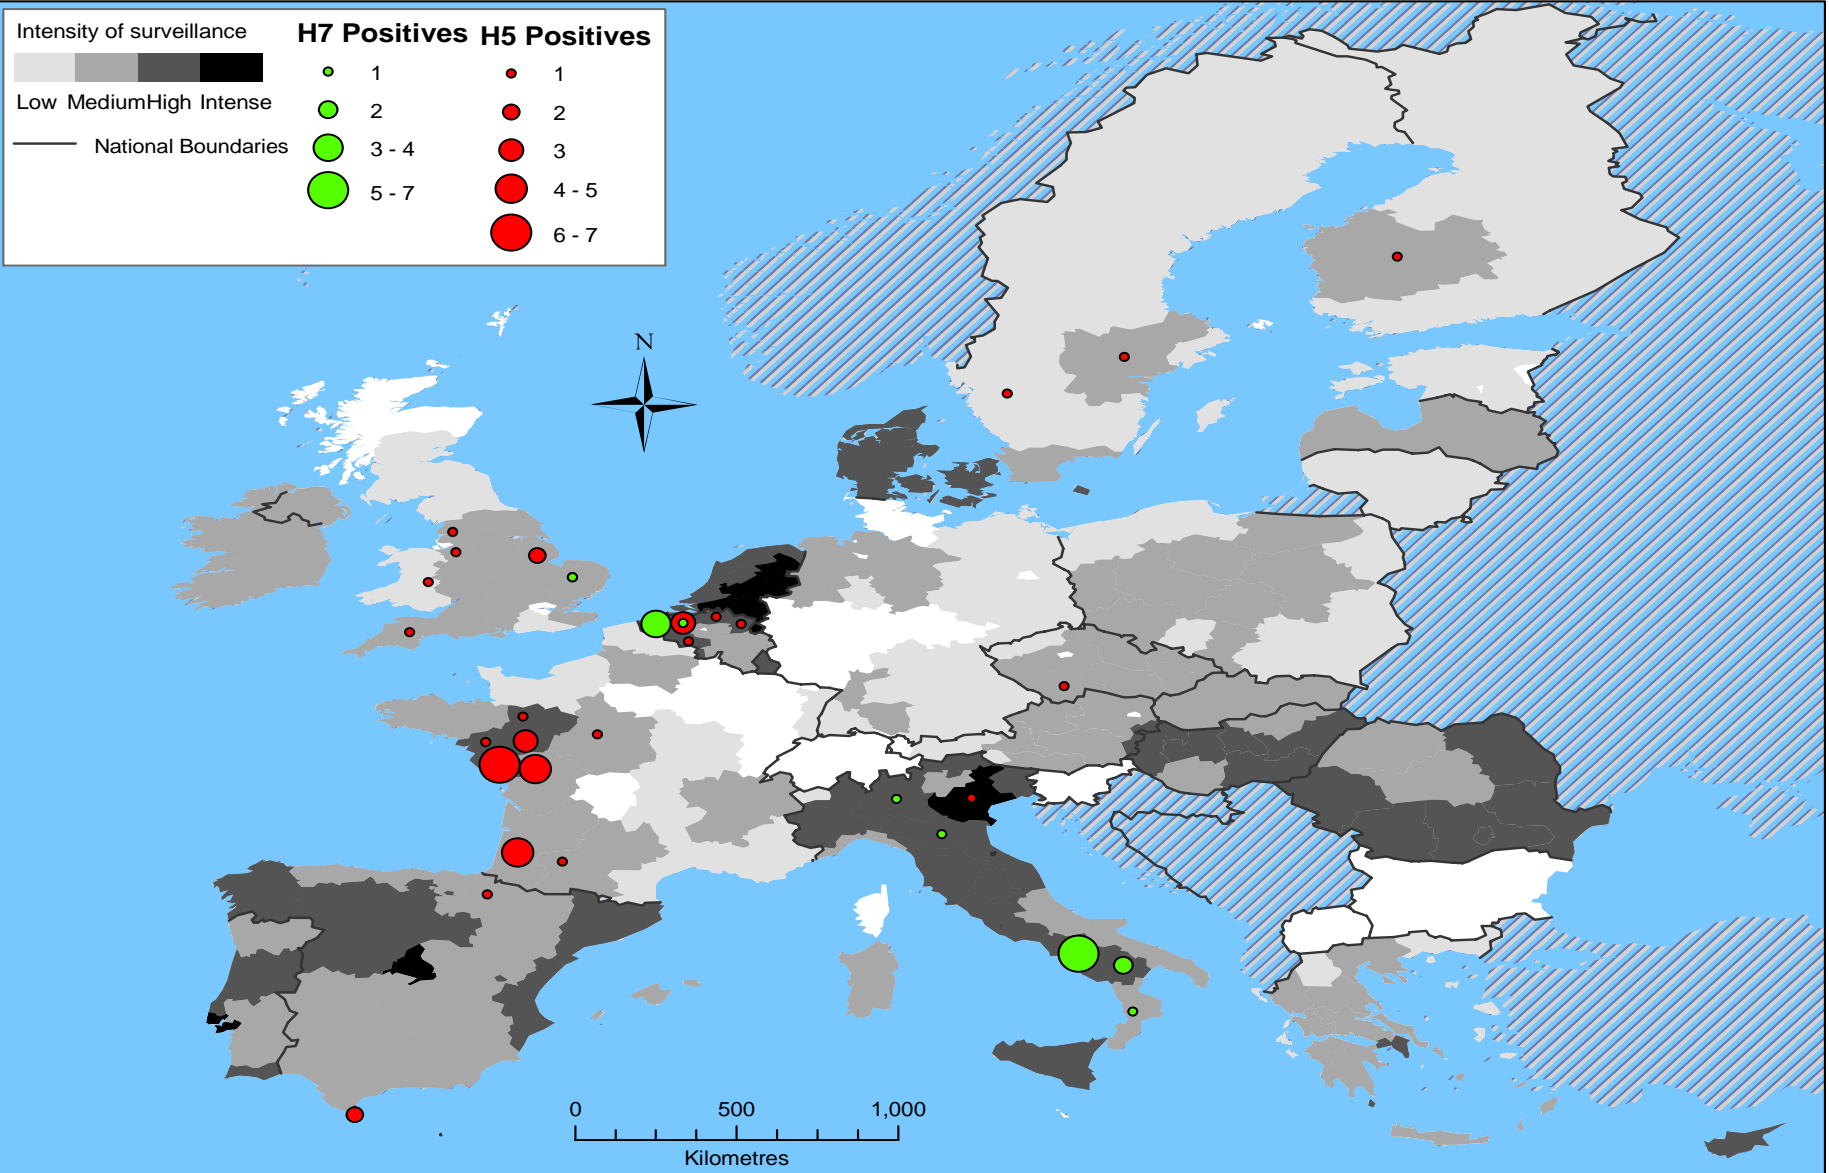 Intensity of surveillance
Low Medium High Intense
National Boundaries
H7 Positives
1
2
3 - 4
5 - 7
H5 Positives
1
2
3
4 - 5
6 - 7
N
0 500 1,000
Kilometres